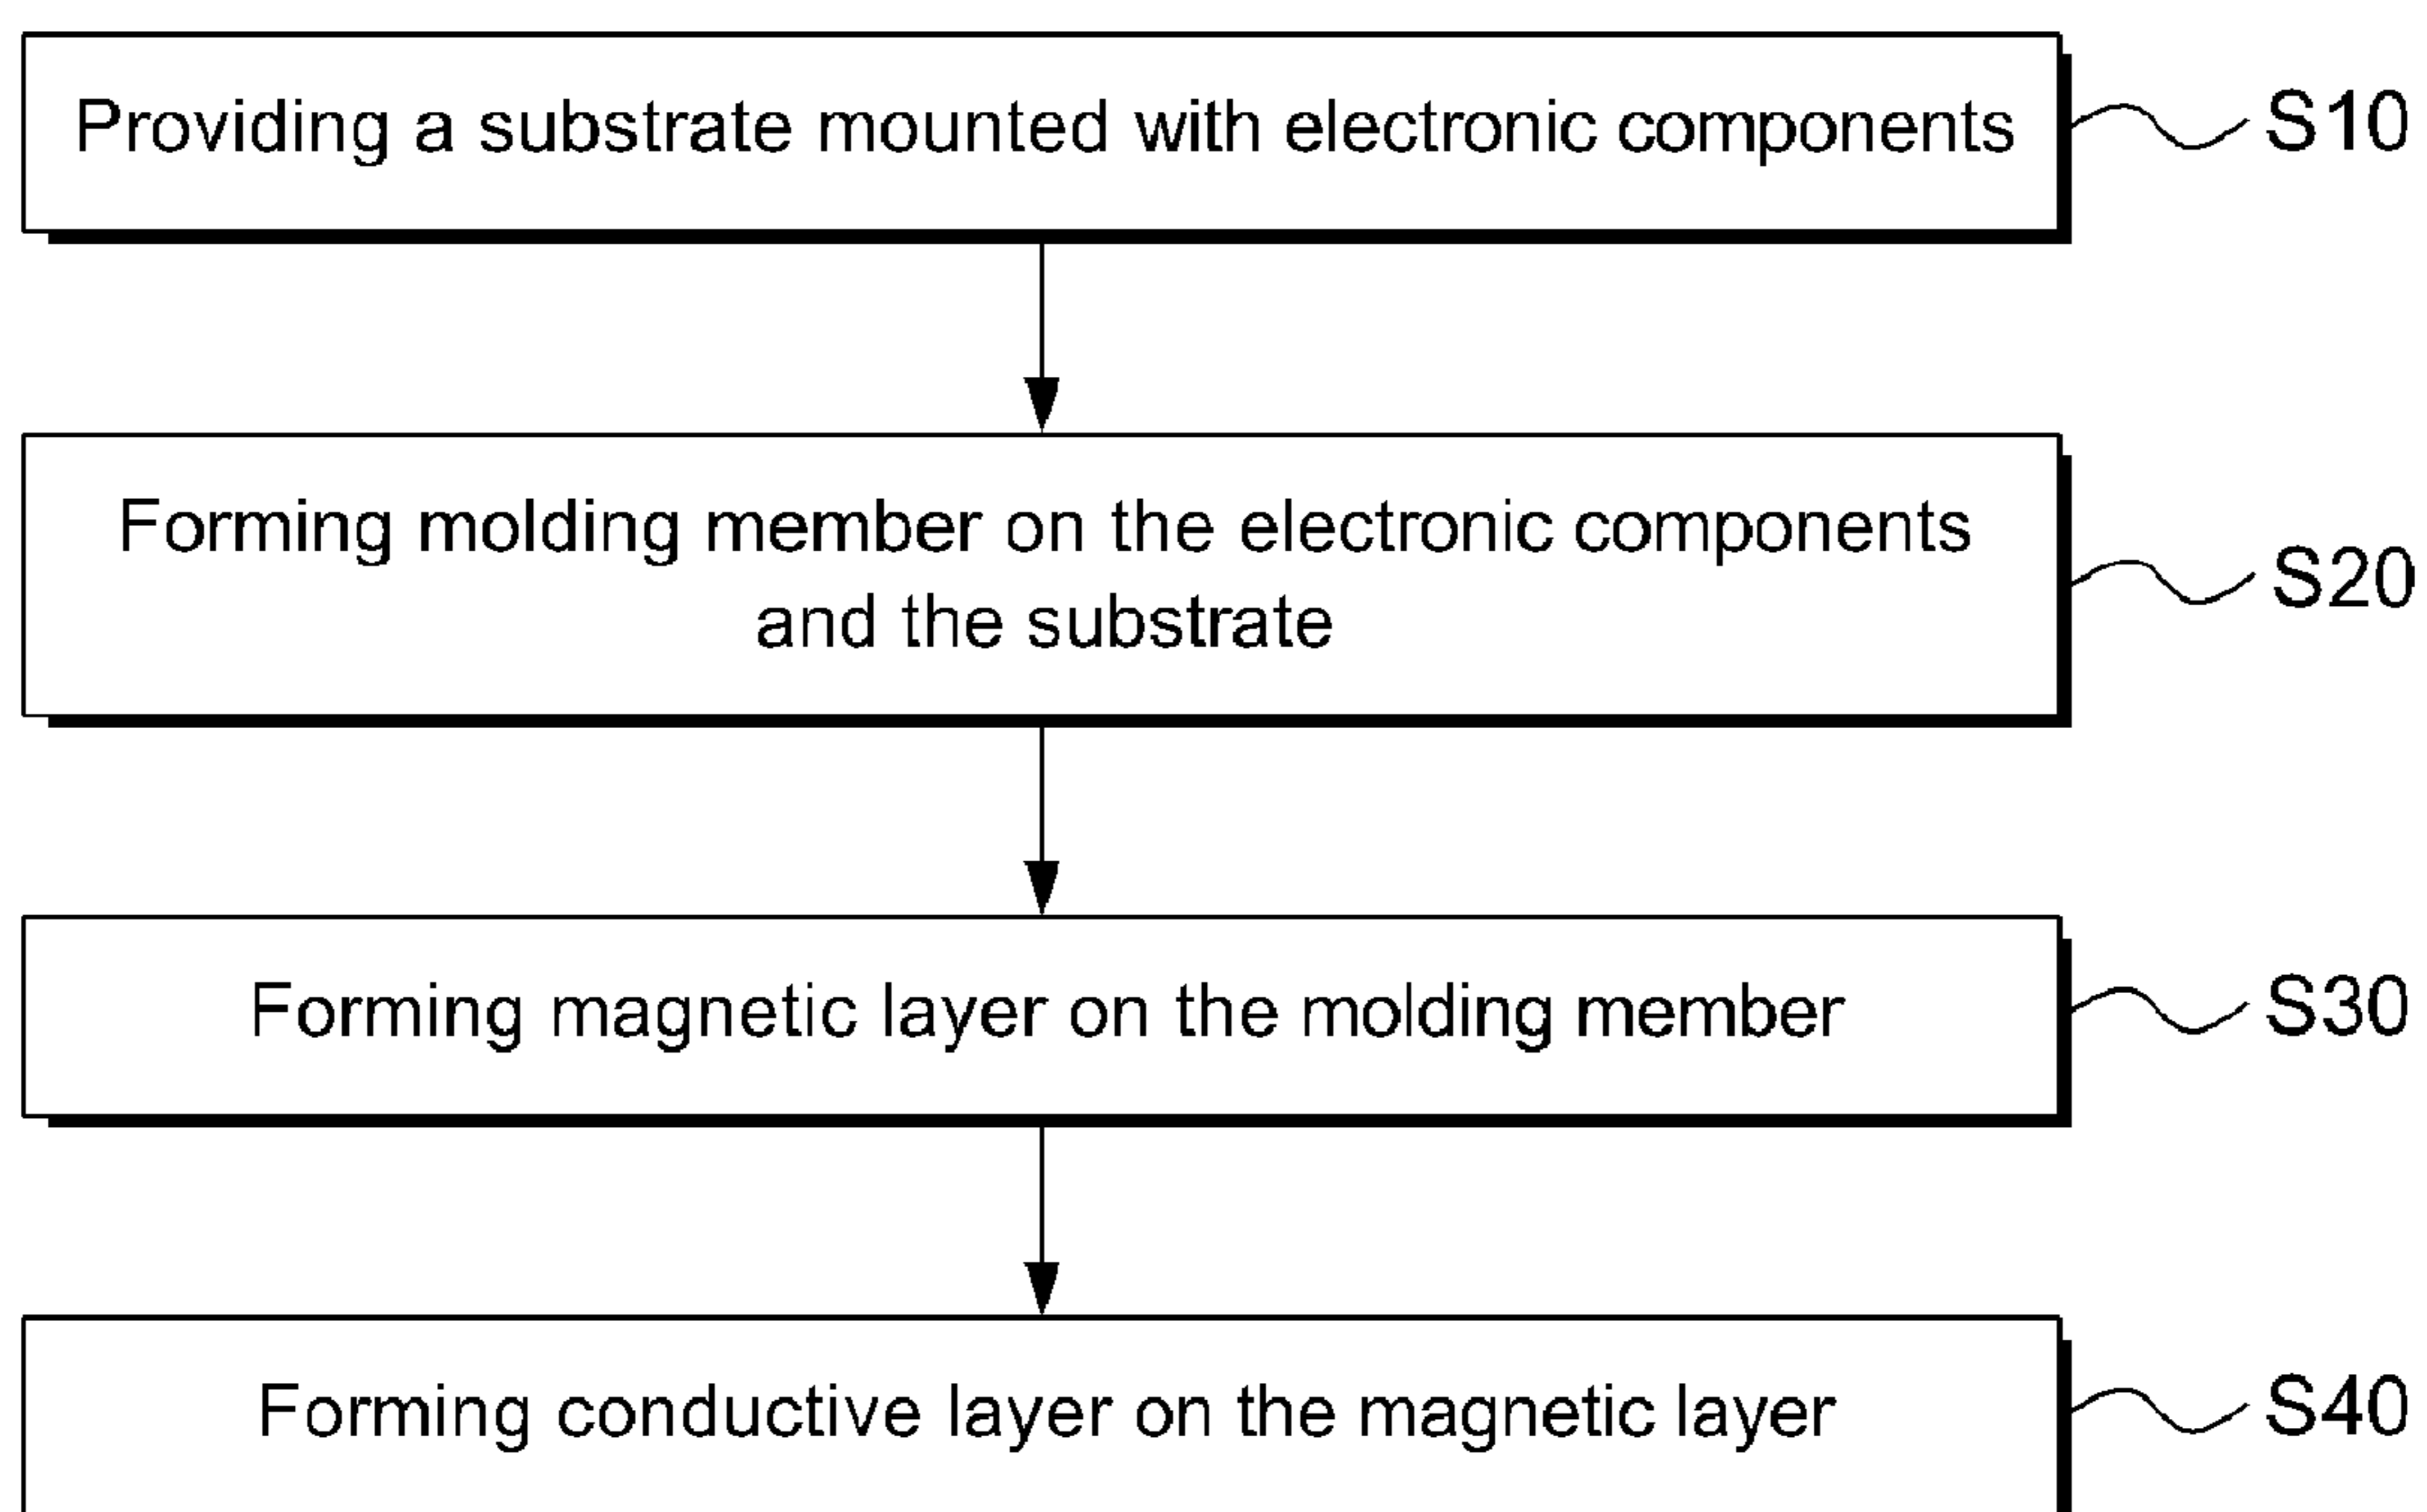 Providing a substrate mounted with electronic components
S10
Forming molding member on the electronic components
and the substrate
S20
Forming magnetic layer on the molding member
S30
Forming conductive layer on the magnetic layer
S40